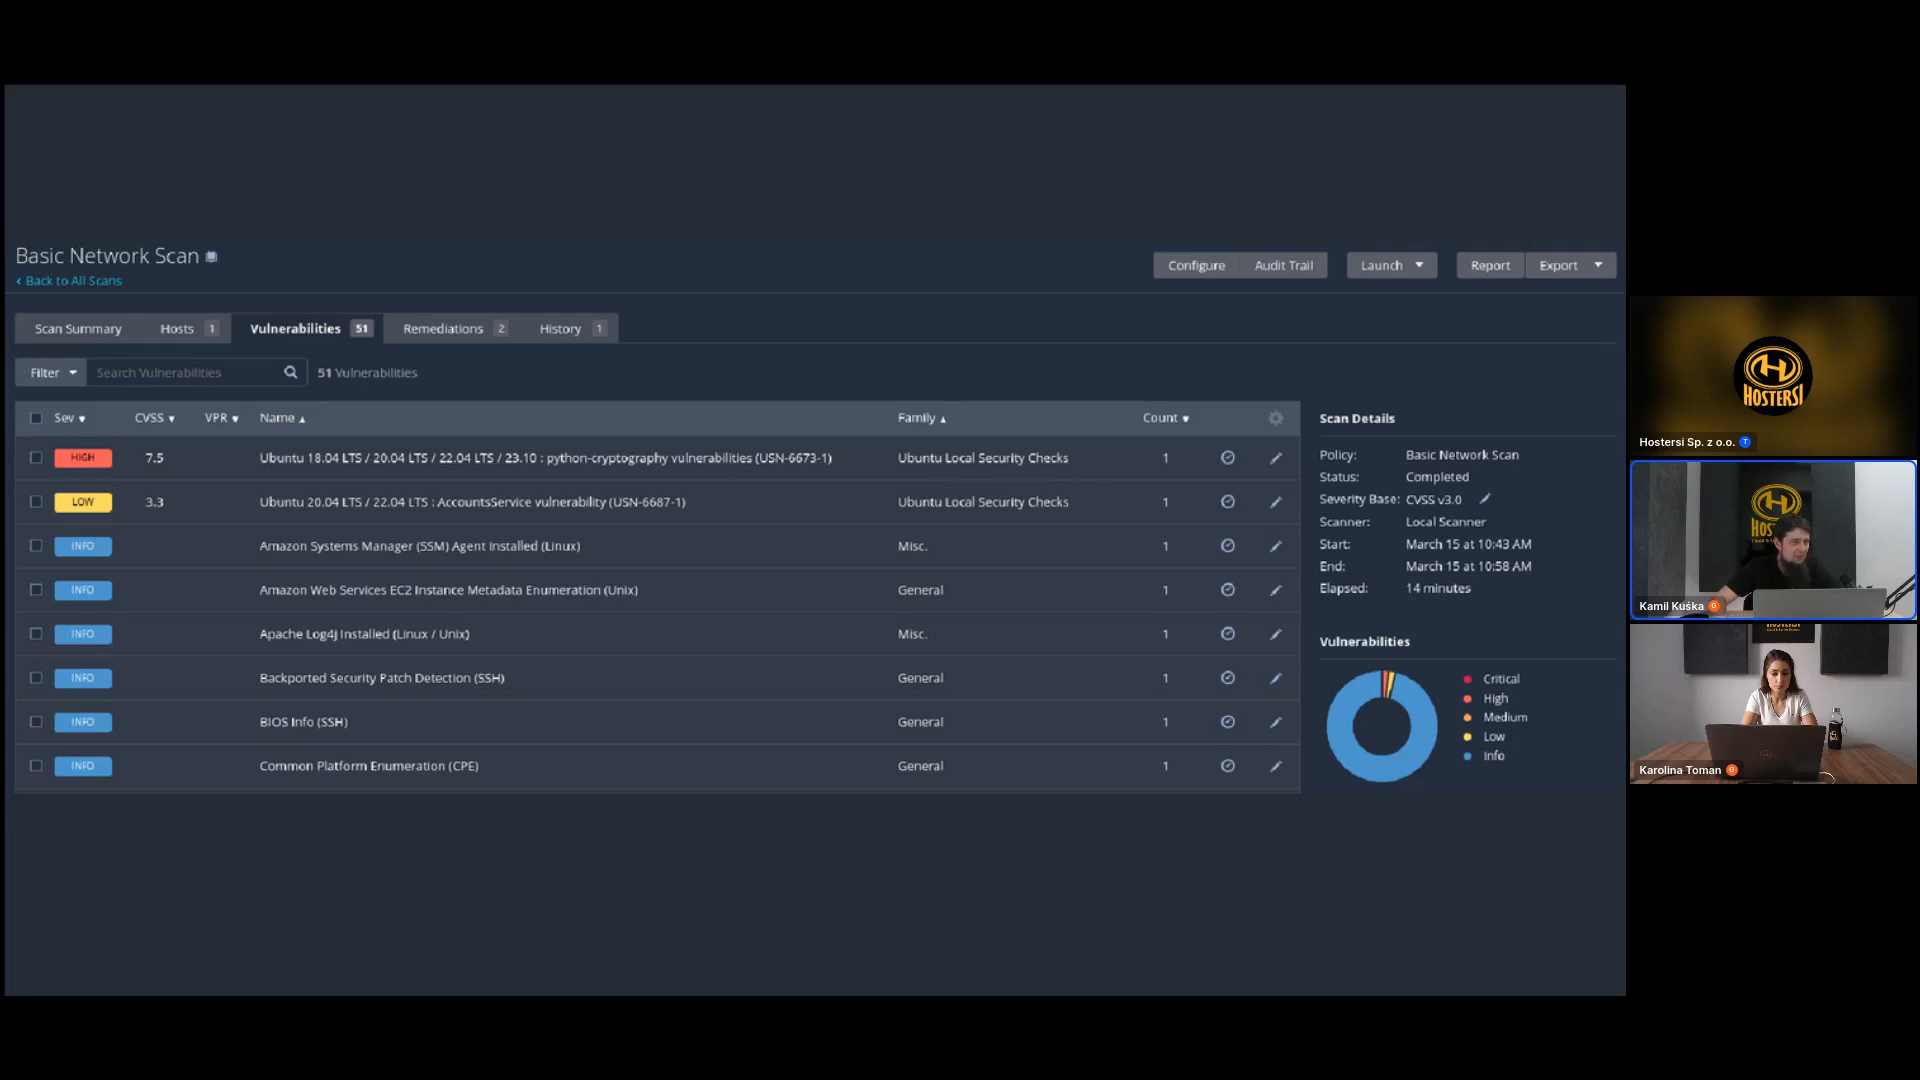 Basic Network Scan
‹ Back to All Scans
Configure Audit Trail Launch Report Export
Scan Summary Hosts 1 Vulnerabilities 51 Remediations 2 History 1
Filter Search Vulnerabilities 51 Vulnerabilities
Sev CVSS VPR Name Family Count
HIGH 7.5 Ubuntu 18.04 LTS / 20.04 LTS / 22.04 LTS / 23.10 : python-cryptography vulnerabilities (USN-6673-1) Ubuntu Local Security Checks 1
LOW 3.3 Ubuntu 20.04 LTS / 22.04 LTS : AccountsService vulnerability (USN-6687-1) Ubuntu Local Security Checks 1
INFO Amazon Systems Manager (SSM) Agent Installed (Linux) Misc. 1
INFO Amazon Web Services EC2 Instance Metadata Enumeration (Unix) General 1
INFO Apache Log4j Installed (Linux / Unix) Misc. 1
INFO Backported Security Patch Detection (SSH) General 1
INFO BIOS Info (SSH) General 1
INFO Common Platform Enumeration (CPE) General 1
Scan Details
Policy: Basic Network Scan
Status: Completed
Severity Base: CVSS v3.0
Scanner: Local Scanner
Start: March 15 at 10:43 AM
End: March 15 at 10:58 AM
Elapsed: 14 minutes
Vulnerabilities
Critical
High
Medium
Low
Info
HOSTERSI
Hostersi Sp. z o.o. T
Kamil Kuśka G
Karolina Toman G